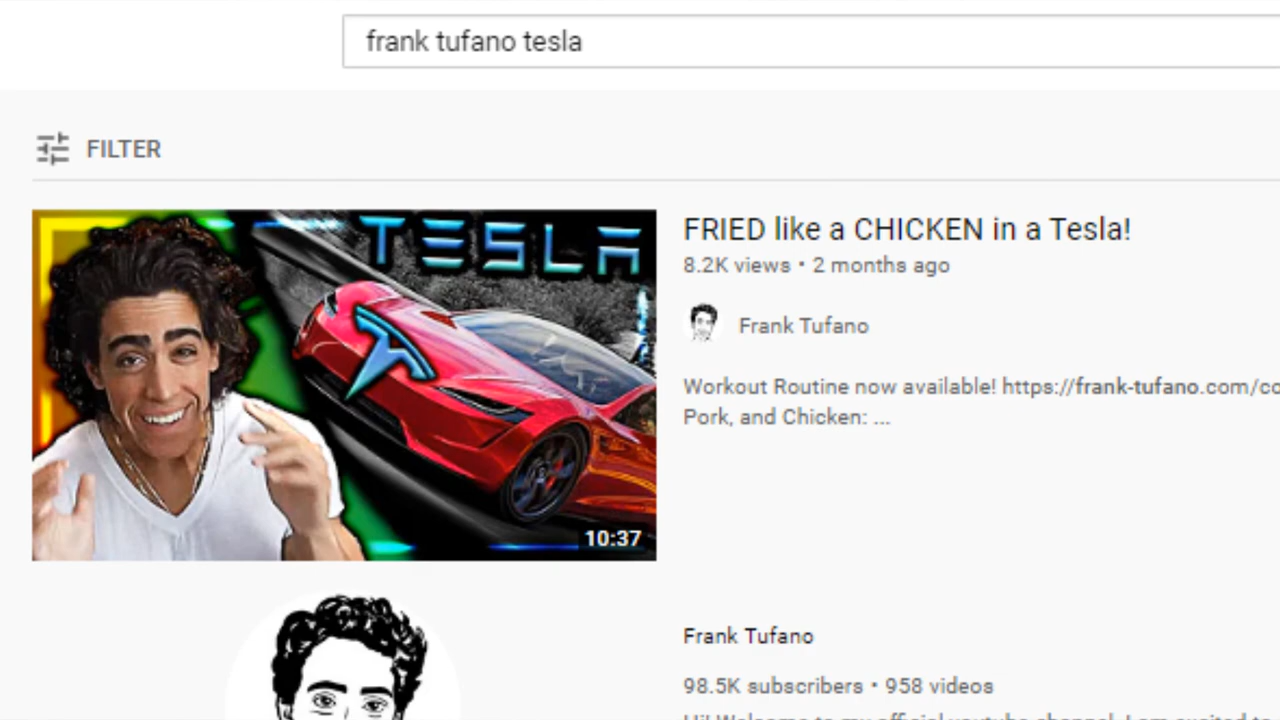 frank tufano tesla
FILTER
TESLA
10:37
FRIED like a CHICKEN in a Tesla!
8.2K views • 2 months ago
Frank Tufano
Workout Routine now available! https://frank-tufano.com/co
Pork, and Chicken: ...
Frank Tufano
98.5K subscribers • 958 videos